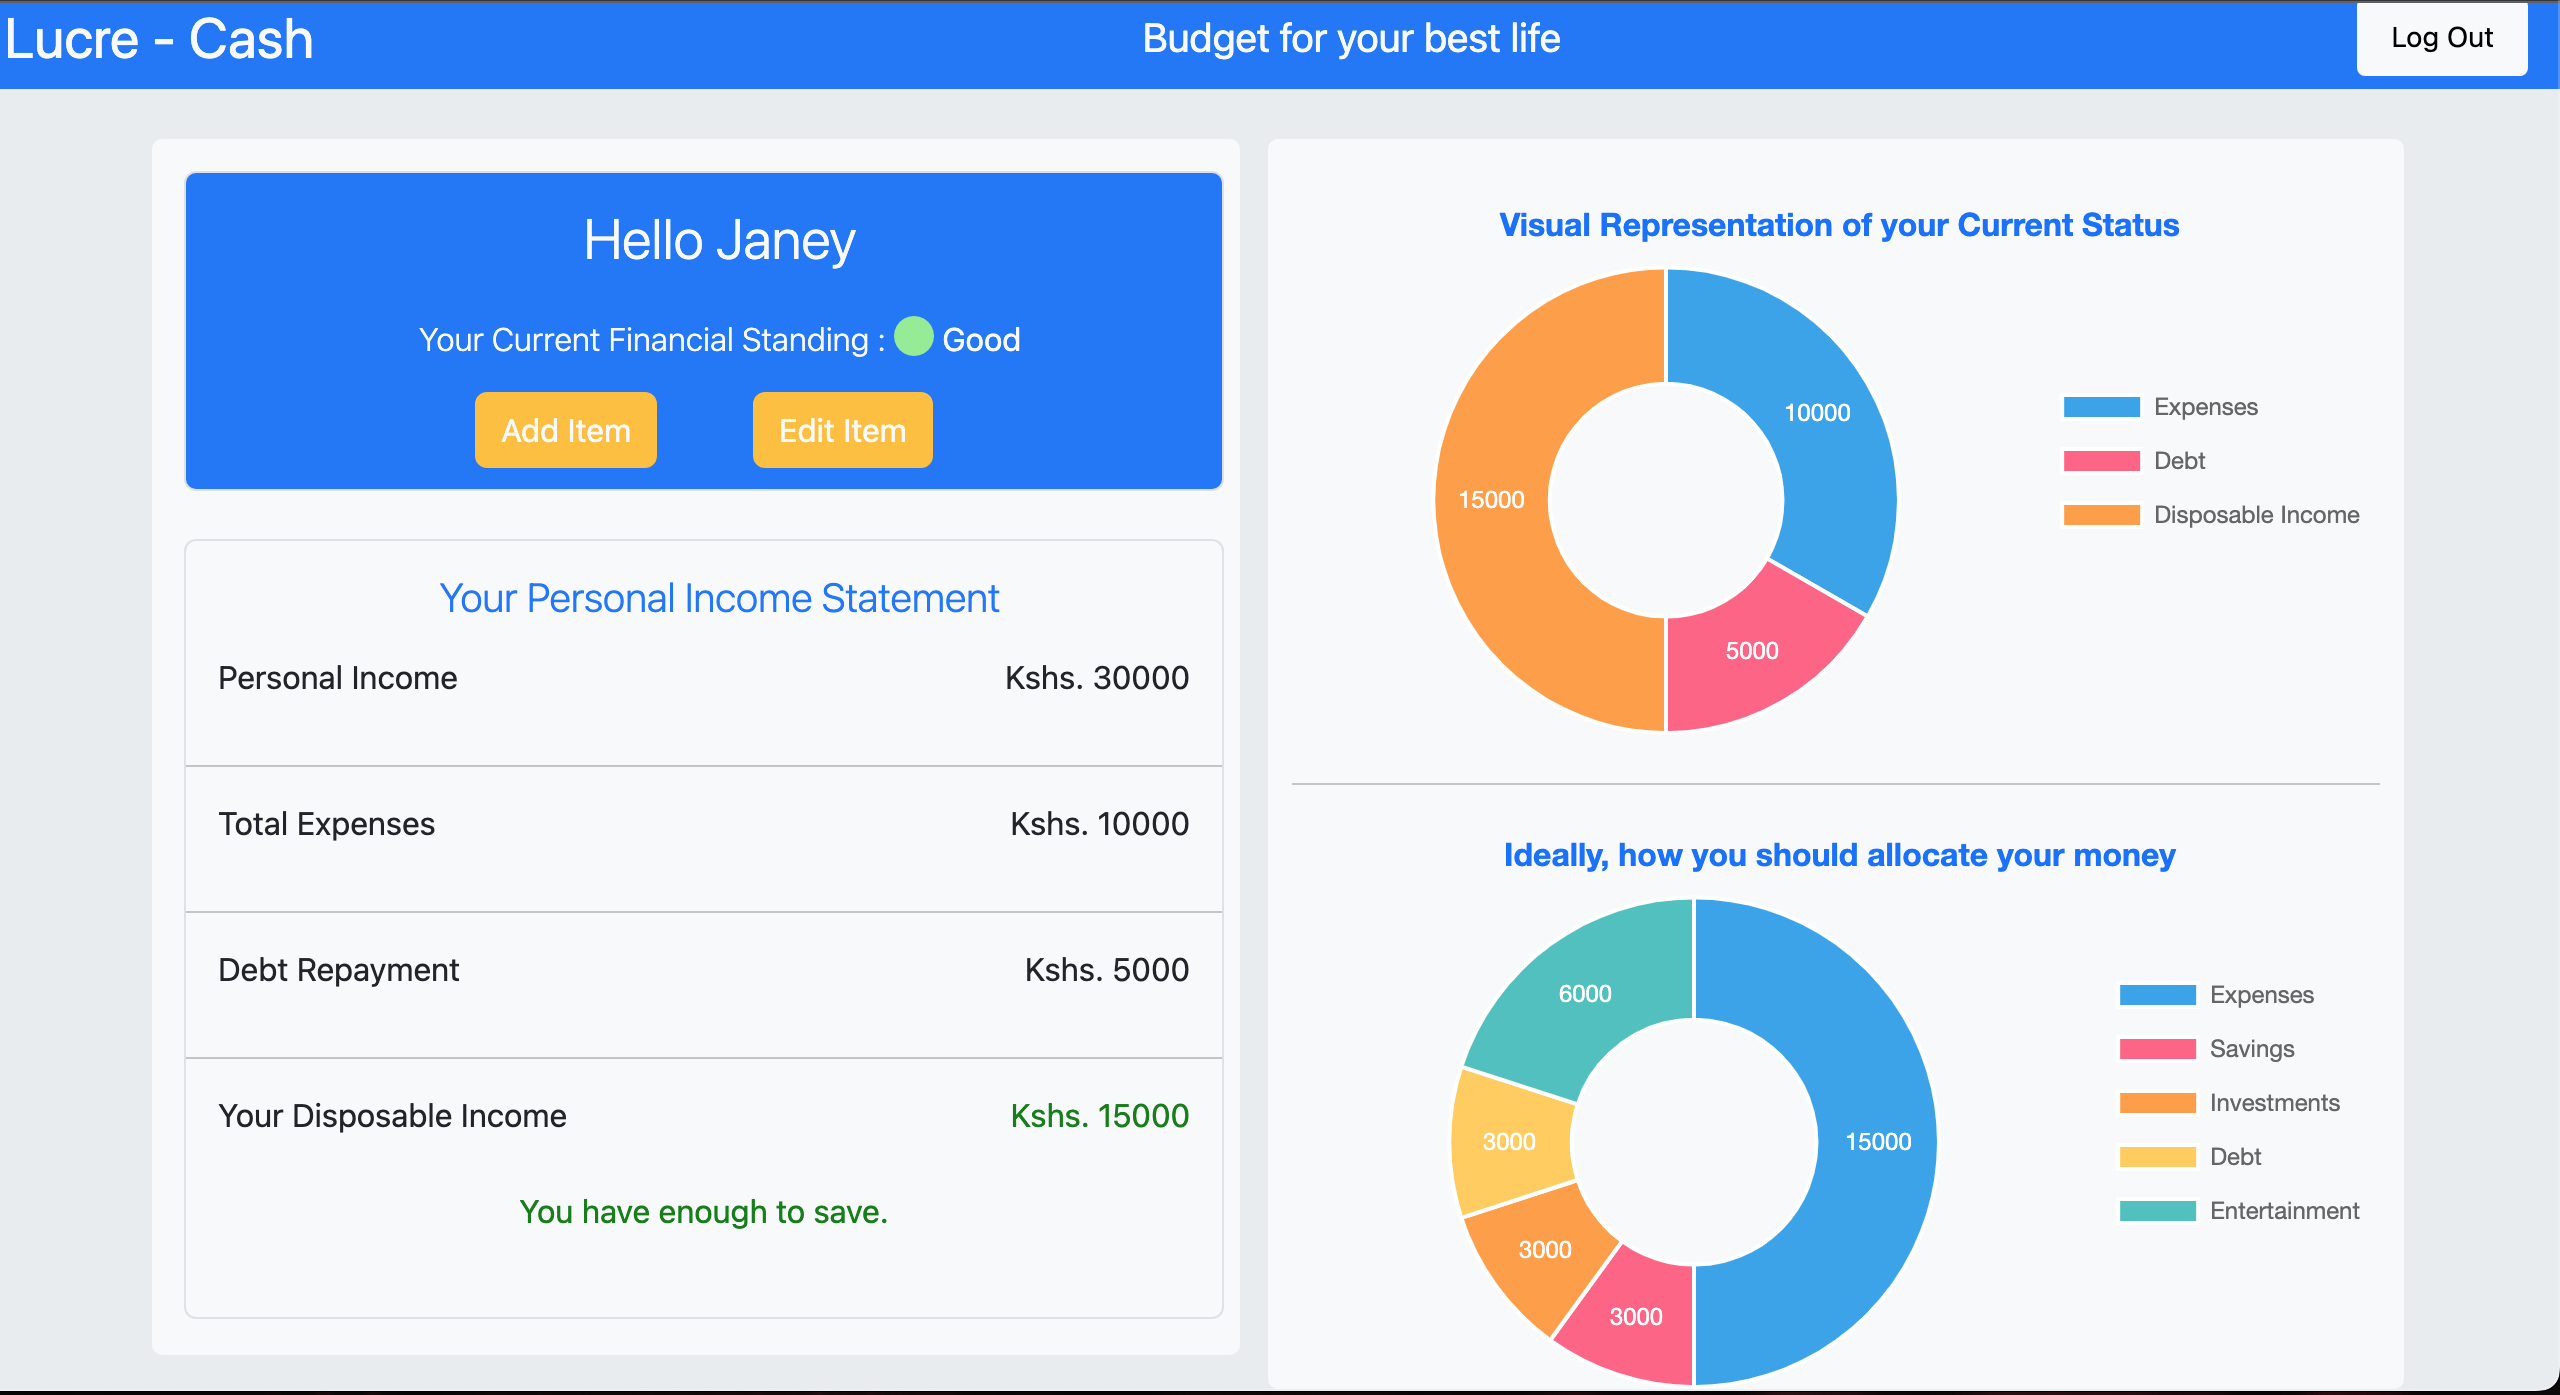 Lucre - Cash
Budget for your best life
Log Out
Hello Janey
Your Current Financial Standing : Good
Add Item
Edit Item
Your Personal Income Statement
Personal Income Kshs. 30000
Total Expenses Kshs. 10000
Debt Repayment Kshs. 5000
Your Disposable Income Kshs. 15000
You have enough to save.
Visual Representation of your Current Status
10000
15000
5000
Expenses
Debt
Disposable Income
Ideally, how you should allocate your money
6000
3000
15000
3000
3000
Expenses
Savings
Investments
Debt
Entertainment